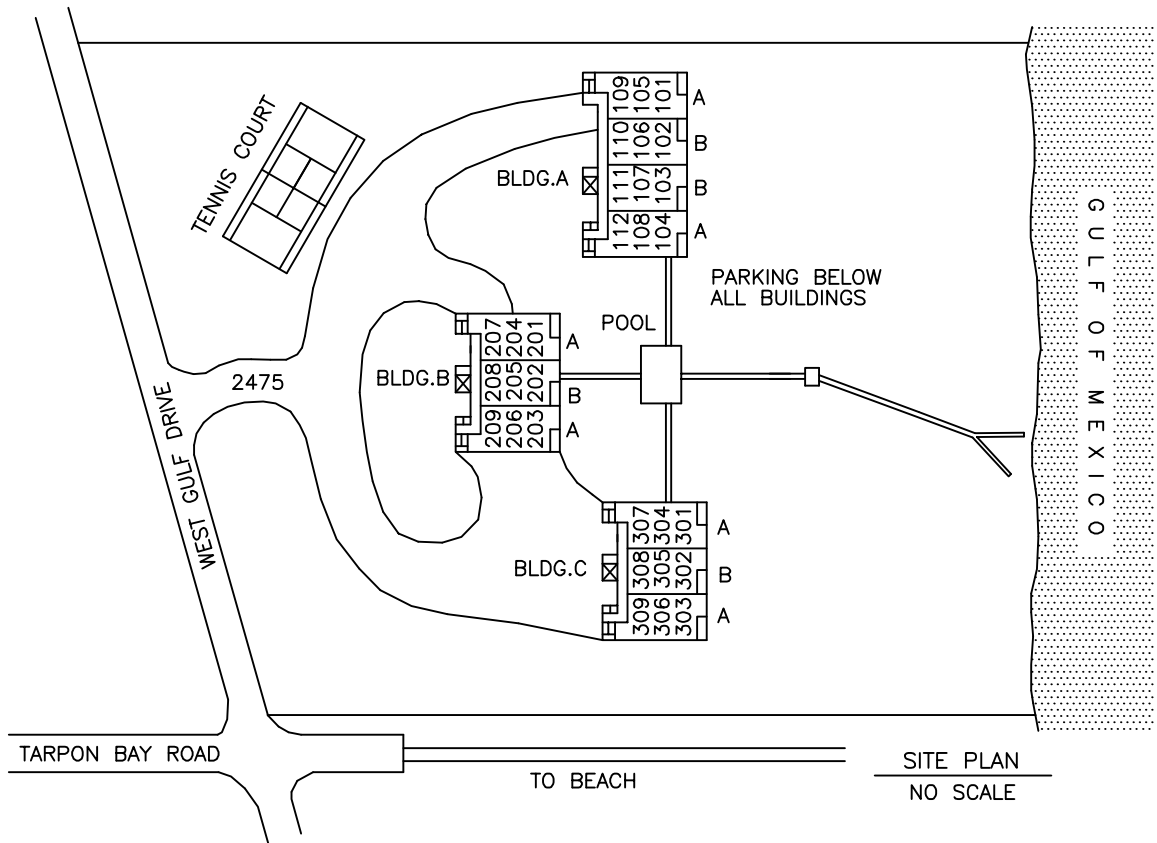 TENNIS COURT
BLDG.A
109 105 101 A
110 106 102 B
111 107 103 B
112 108 104 A
PARKING BELOW
ALL BUILDINGS
POOL
GULF OF MEXICO
BLDG.B
207 204 201 A
208 205 202 B
209 206 203 A
2475
WEST GULF DRIVE
BLDG.C
307 304 301 A
308 305 302 B
309 306 303 A
TARPON BAY ROAD
TO BEACH
SITE PLAN
NO SCALE